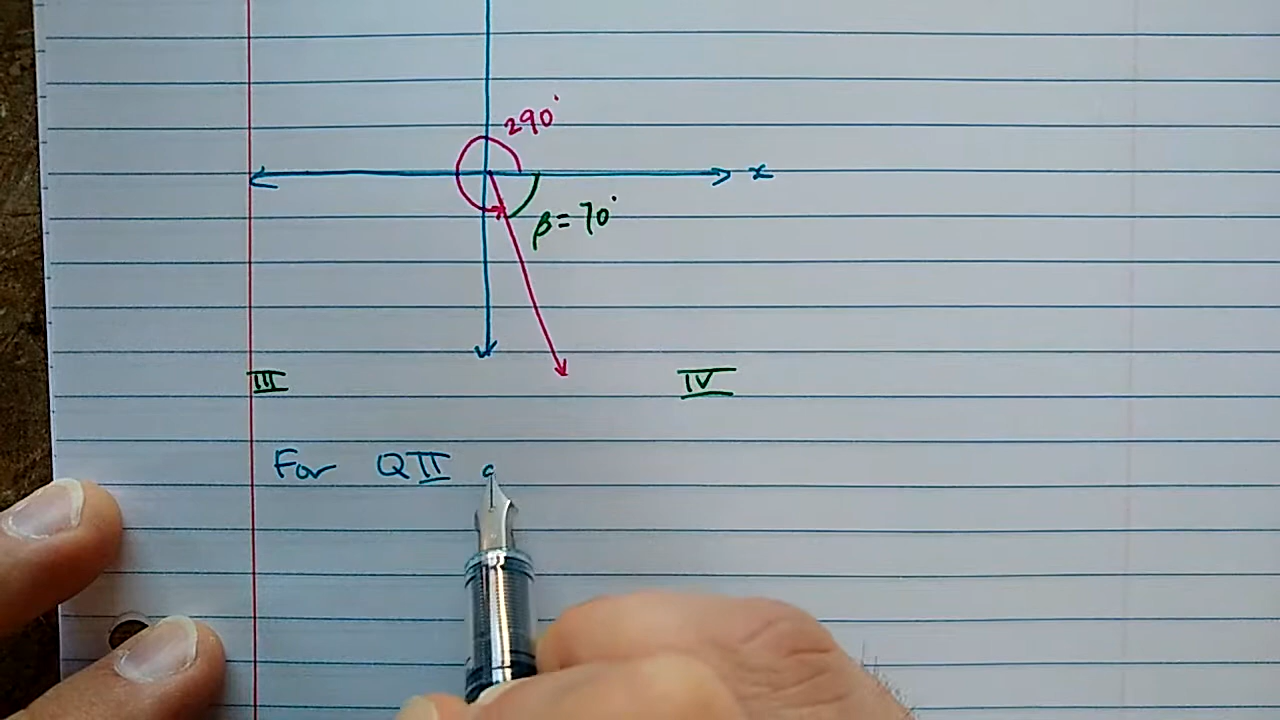 290°
x
β = 70°
III IV
For QII